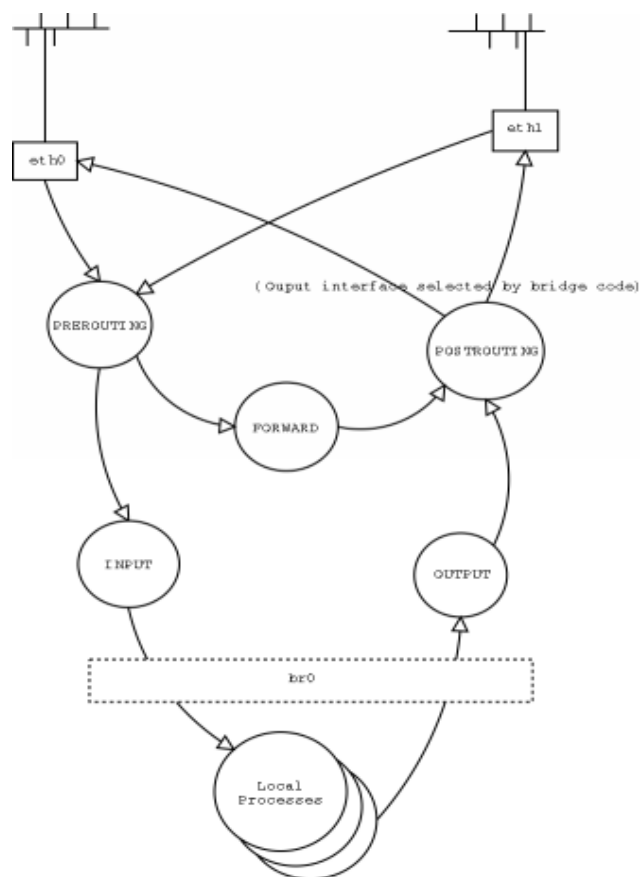 eth1
eth0
(Ouput interface selected by bridge code)
PREROUTING
POSTROUTING
FORWARD
INPUT
OUTPUT
br0
Local
Processes